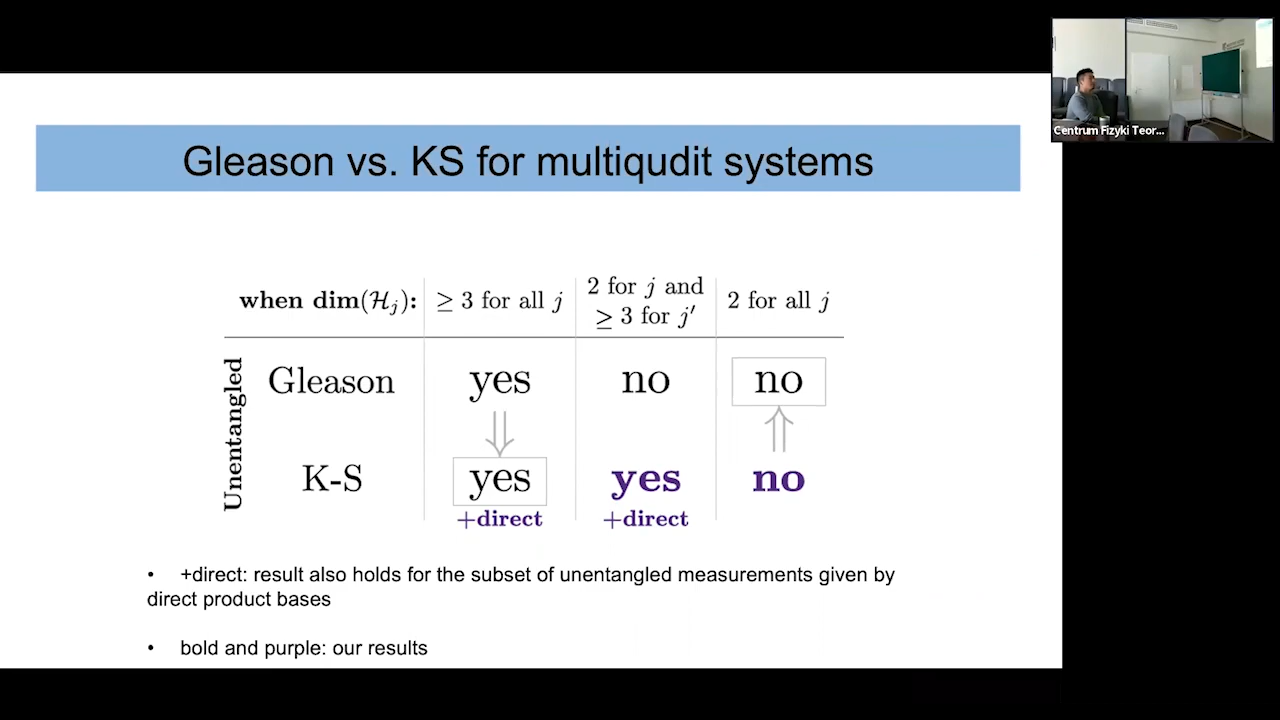 Centrum Fizyki Teor...
Gleason vs. KS for multiqudit systems
when dim(ℋⱼ): ≥ 3 for all j 2 for j and ≥ 3 for j′ 2 for all j
Unentangled
Gleason yes no no
⇓ ⇑
K-S yes yes no
+direct +direct
• +direct: result also holds for the subset of unentangled measurements given by
direct product bases
• bold and purple: our results